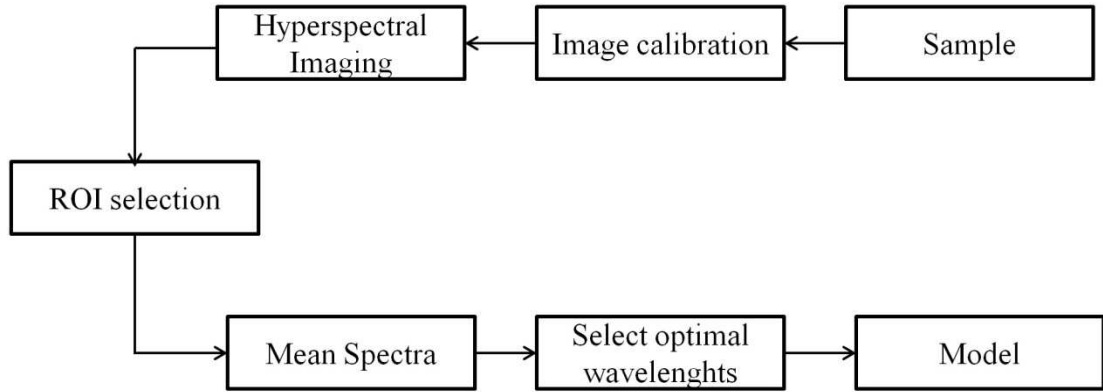 Hyperspectral
Imaging
Image calibration
Sample
ROI selection
Mean Spectra
Select optimal
wavelenghts
Model